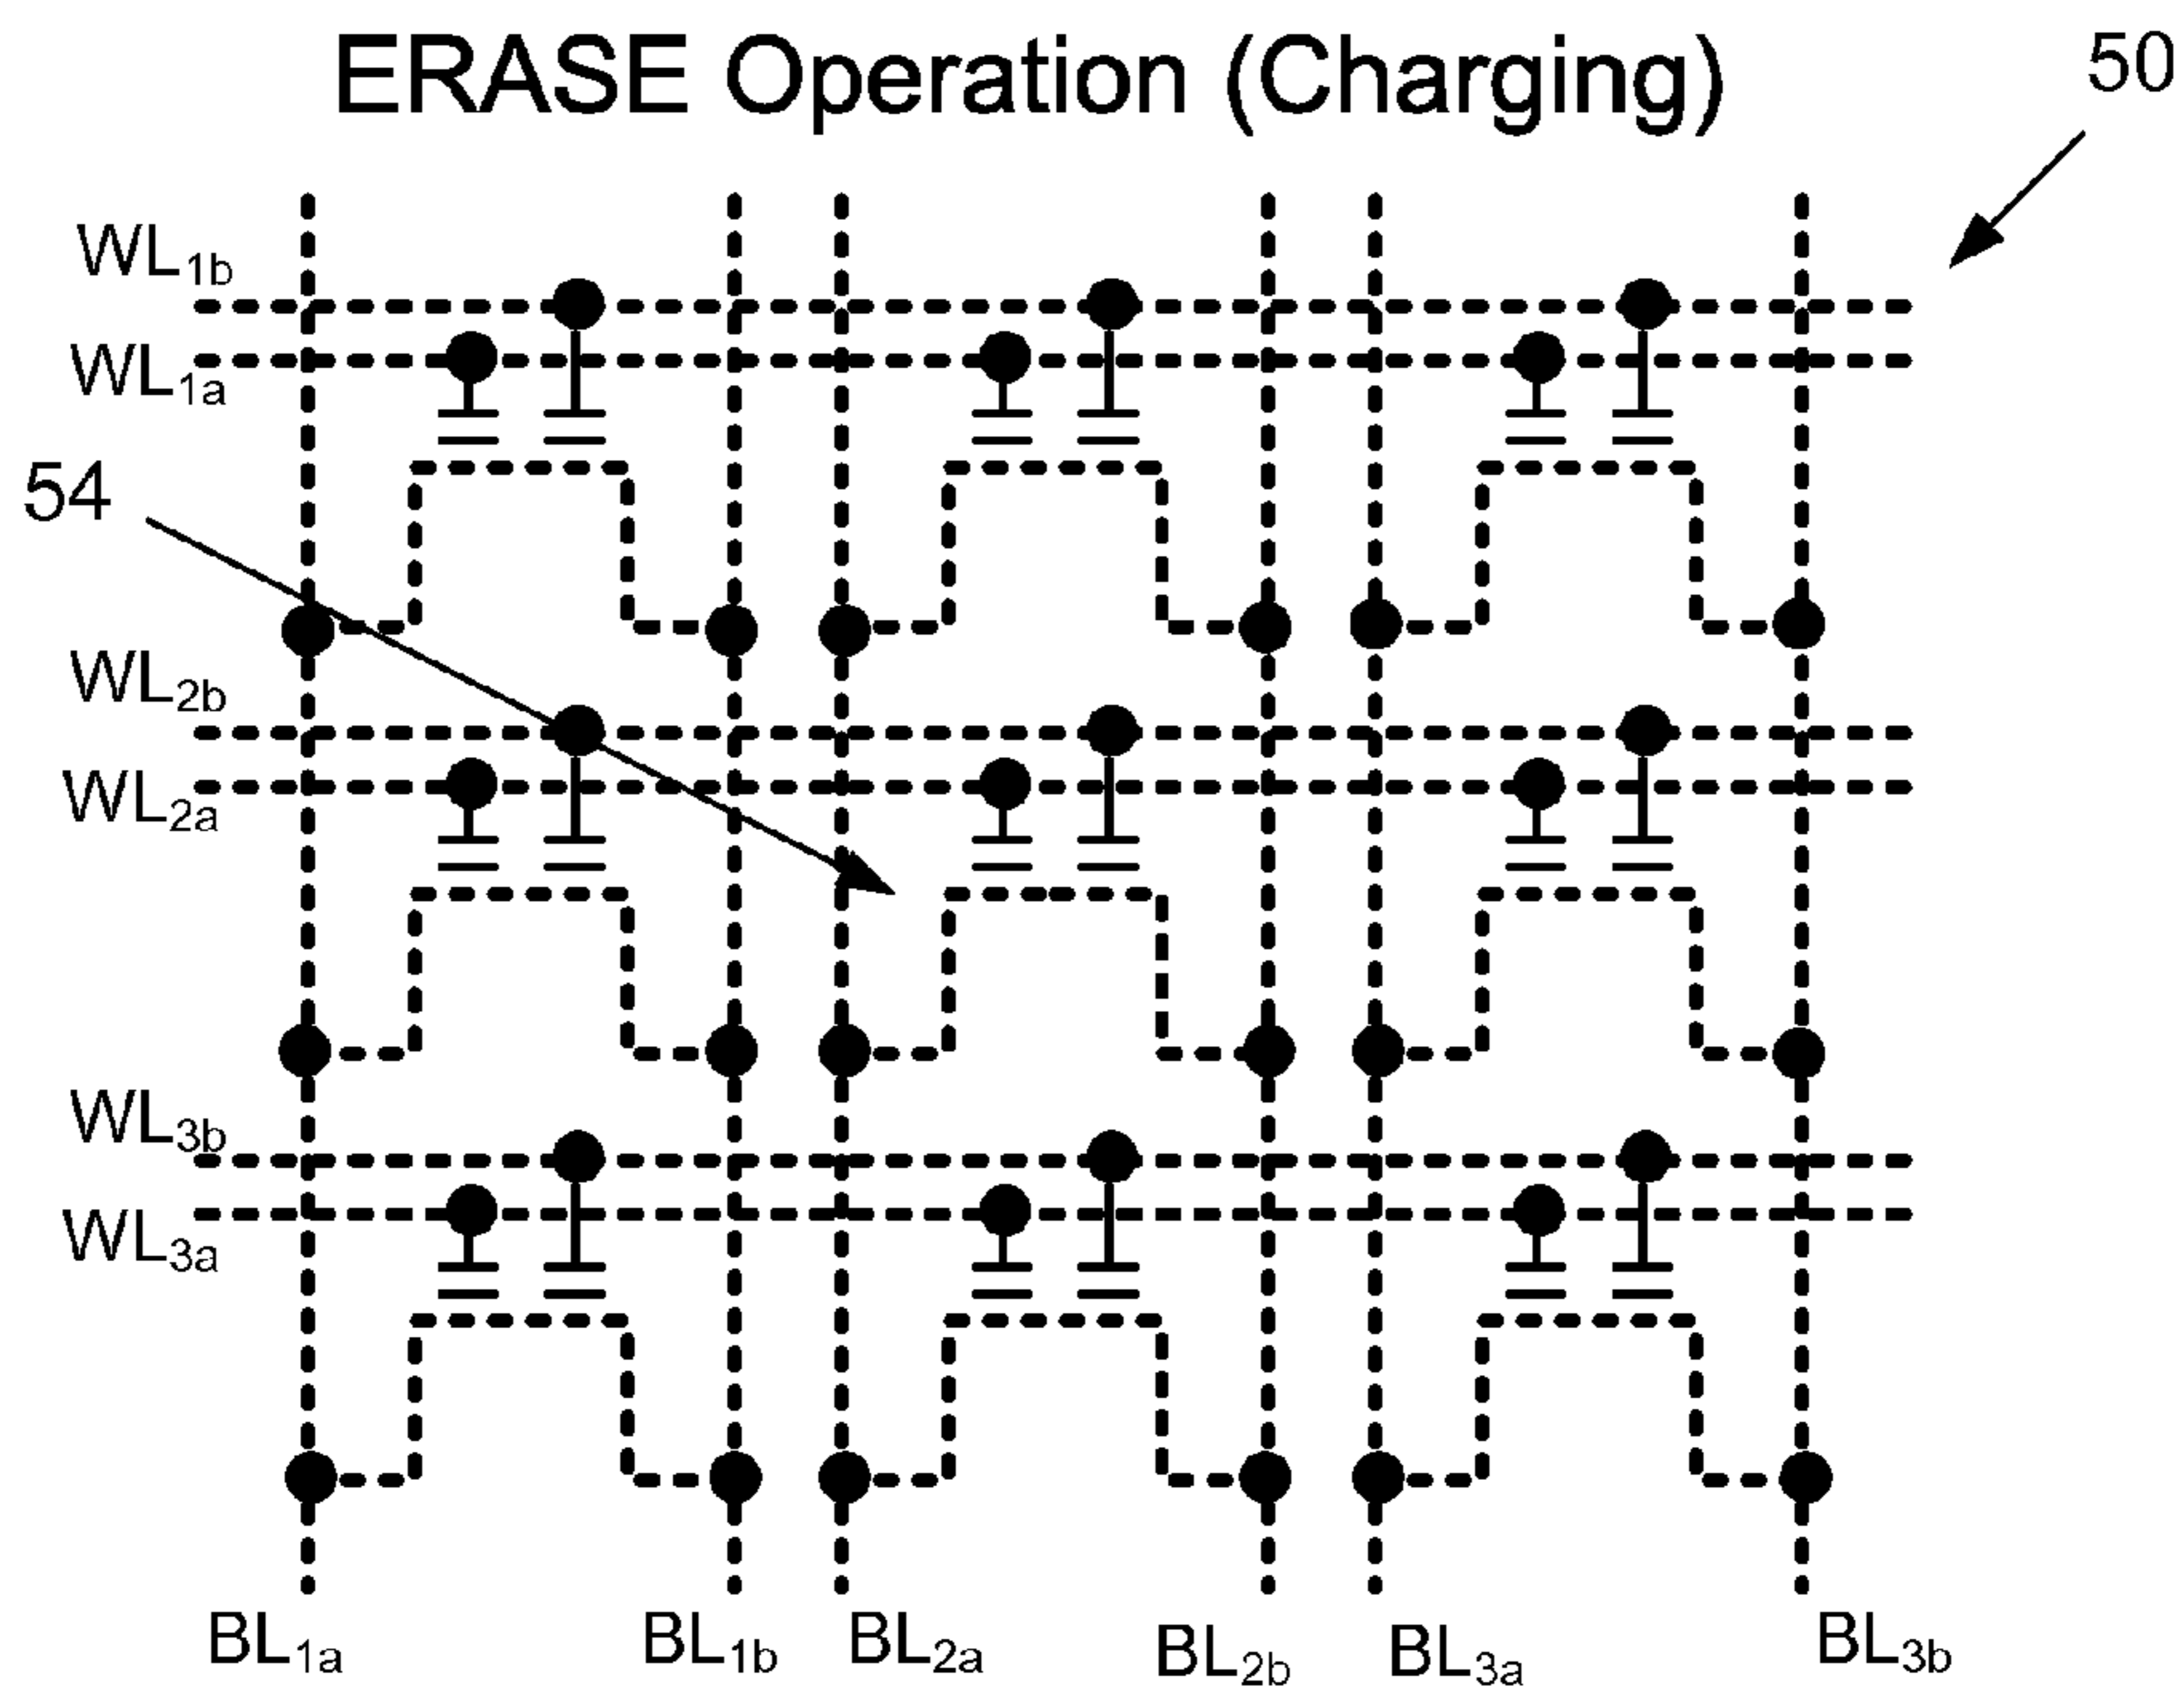 ERASE Operation (Charging)
50
WL1b
WL1a
54
WL2b
WL2a
WL3b
WL3a
BL1a
BL1b
BL2a
BL2b
BL3a
BL3b